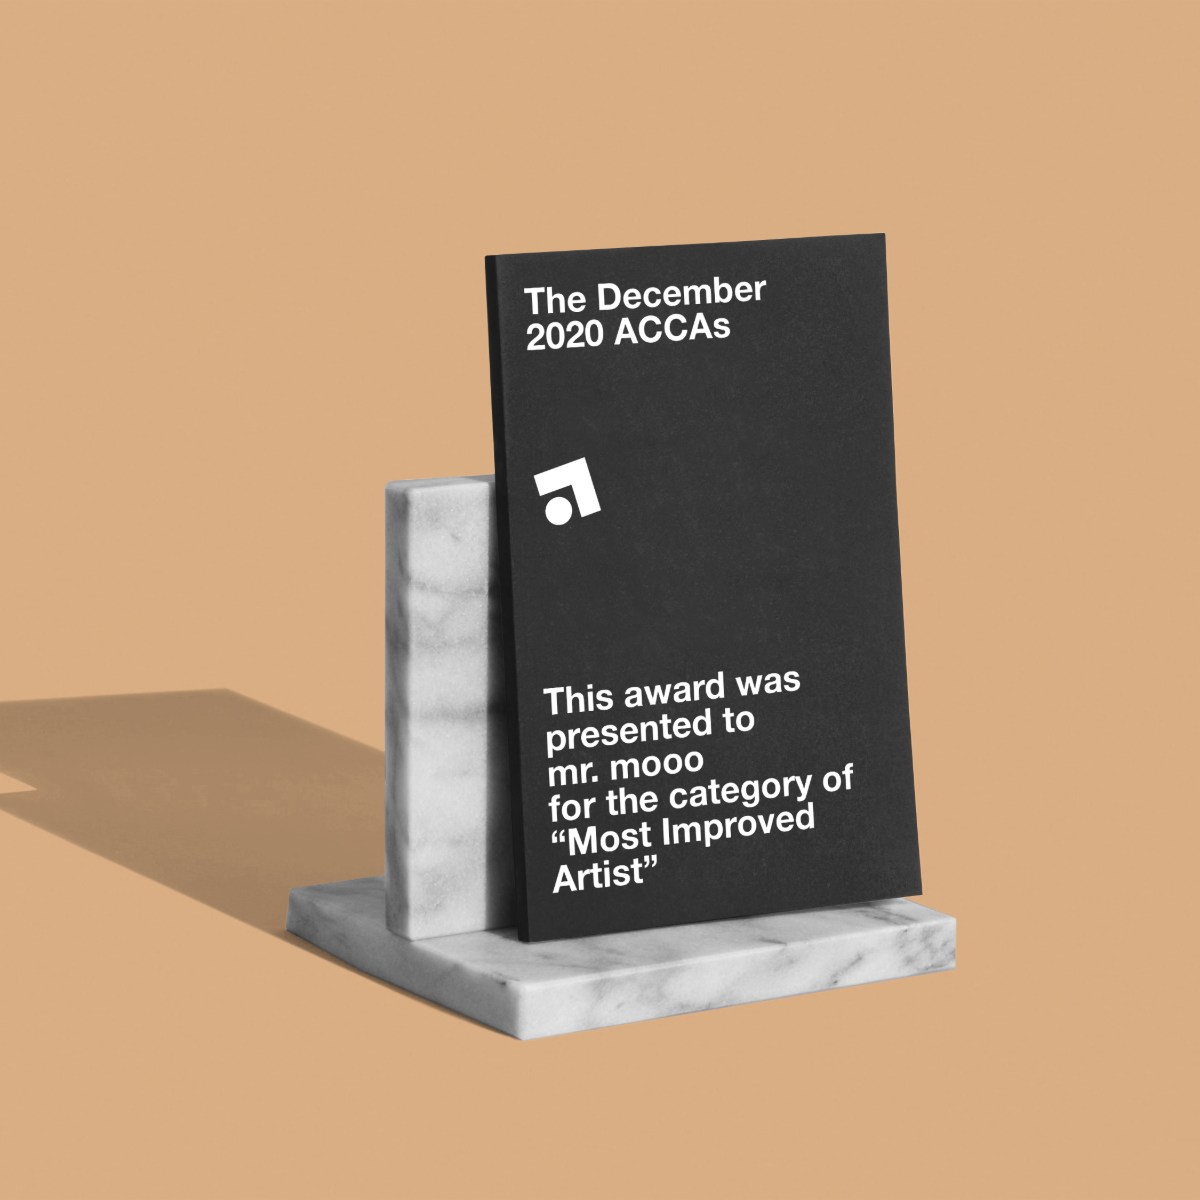 The December
2020 ACCAs
This award was
presented to
mr. mooo
for the category of
“Most Improved
Artist”